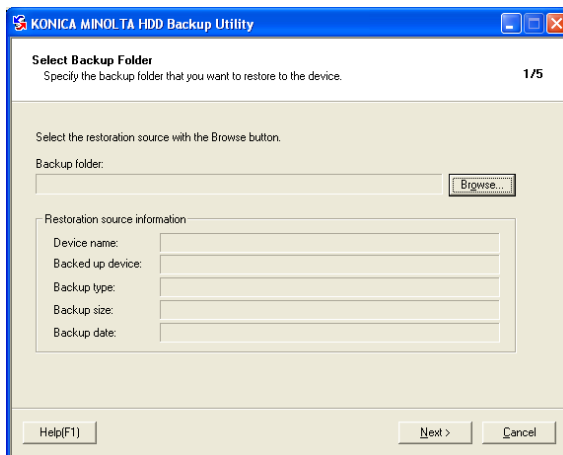 KONICA MINOLTA HDD Backup Utility
Select Backup Folder
Specify the backup folder that you want to restore to the device.
1/5
Select the restoration source with the Browse button.
Backup folder:
Browse...
Restoration source information
Device name:
Backed up device:
Backup type:
Backup size:
Backup date:
Help(F1)
Next >
Cancel